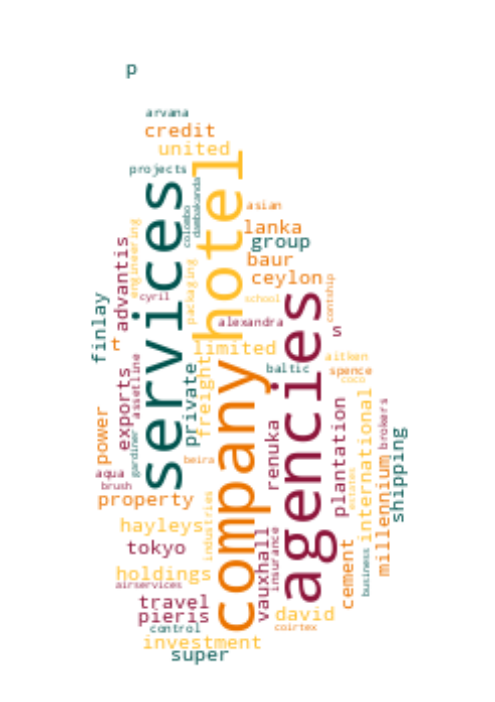 p
arvana
credit
united
projects
services
hotel
colombo
dambakanda
asian
lanka
group
baur
ceylon
engineering
advantis
packaging
cyril
school
contship
finlay
alexandra
s
t
limited
agencies
company
private
freight
baltic
aitken
spence
coco
exports
assetline
power
gardiner
beira
renuka
plantation
international
brokers
shipping
millennium
estates
aqua
brush
property
industries
hayleys
tokyo
vauxhall
insurance
cement
business
holdings
airservices
travel
pieris
david
control
coirtex
investment
super